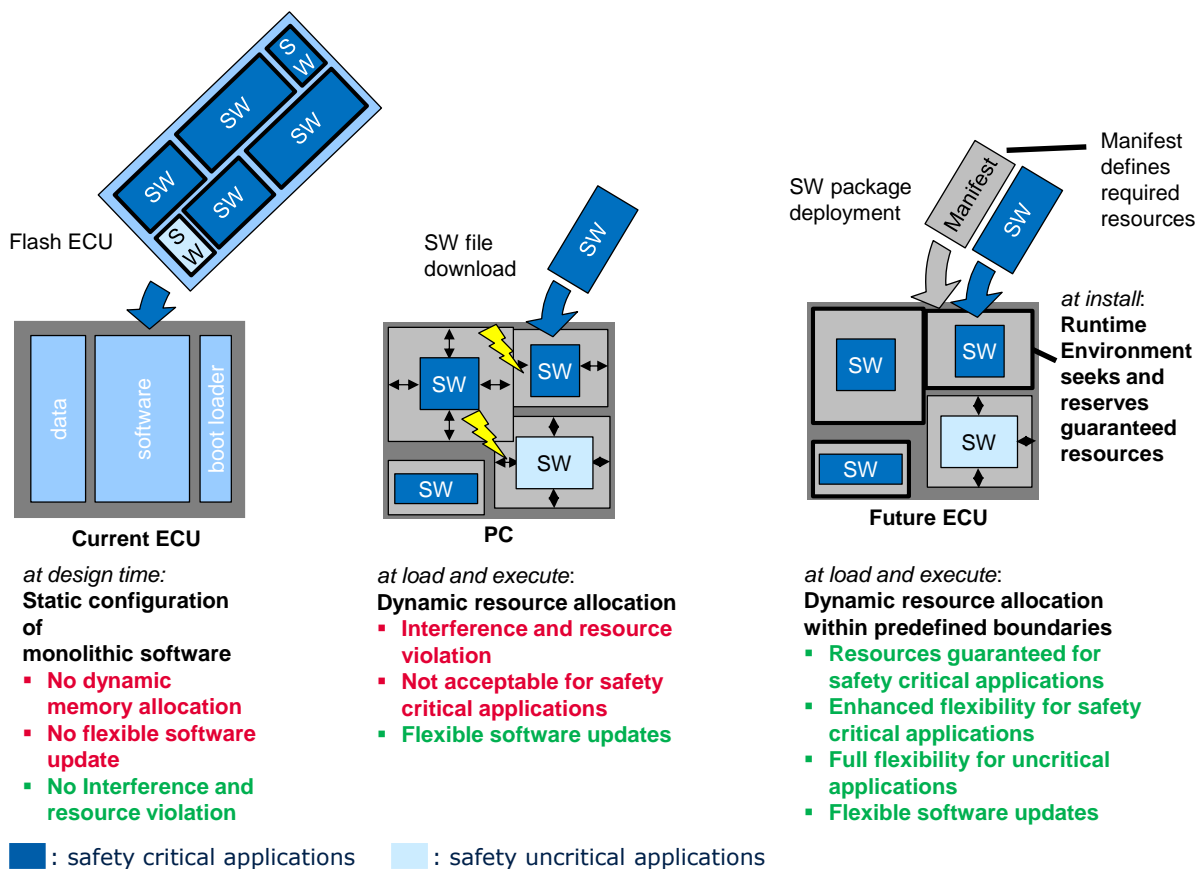 SW
SW
SW
SW
SW
SW
Flash ECU
data
software
boot loader
Current ECU
at design time:
Static configuration
of
monolithic software
▪ No dynamic
memory allocation
▪ No flexible software
update
▪ No Interference and
resource violation
SW file
download
SW
SW
SW
SW
SW
PC
at load and execute:
Dynamic resource allocation
▪ Interference and resource
violation
▪ Not acceptable for safety
critical applications
▪ Flexible software updates
SW package
deployment
Manifest
SW
Manifest
defines
required
resources
SW
SW
SW
SW
at install:
Runtime
Environment
seeks and
reserves
guaranteed
resources
Future ECU
at load and execute:
Dynamic resource allocation
within predefined boundaries
▪ Resources guaranteed for
safety critical applications
▪ Enhanced flexibility for safety
critical applications
▪ Full flexibility for uncritical
applications
▪ Flexible software updates
: safety critical applications
: safety uncritical applications